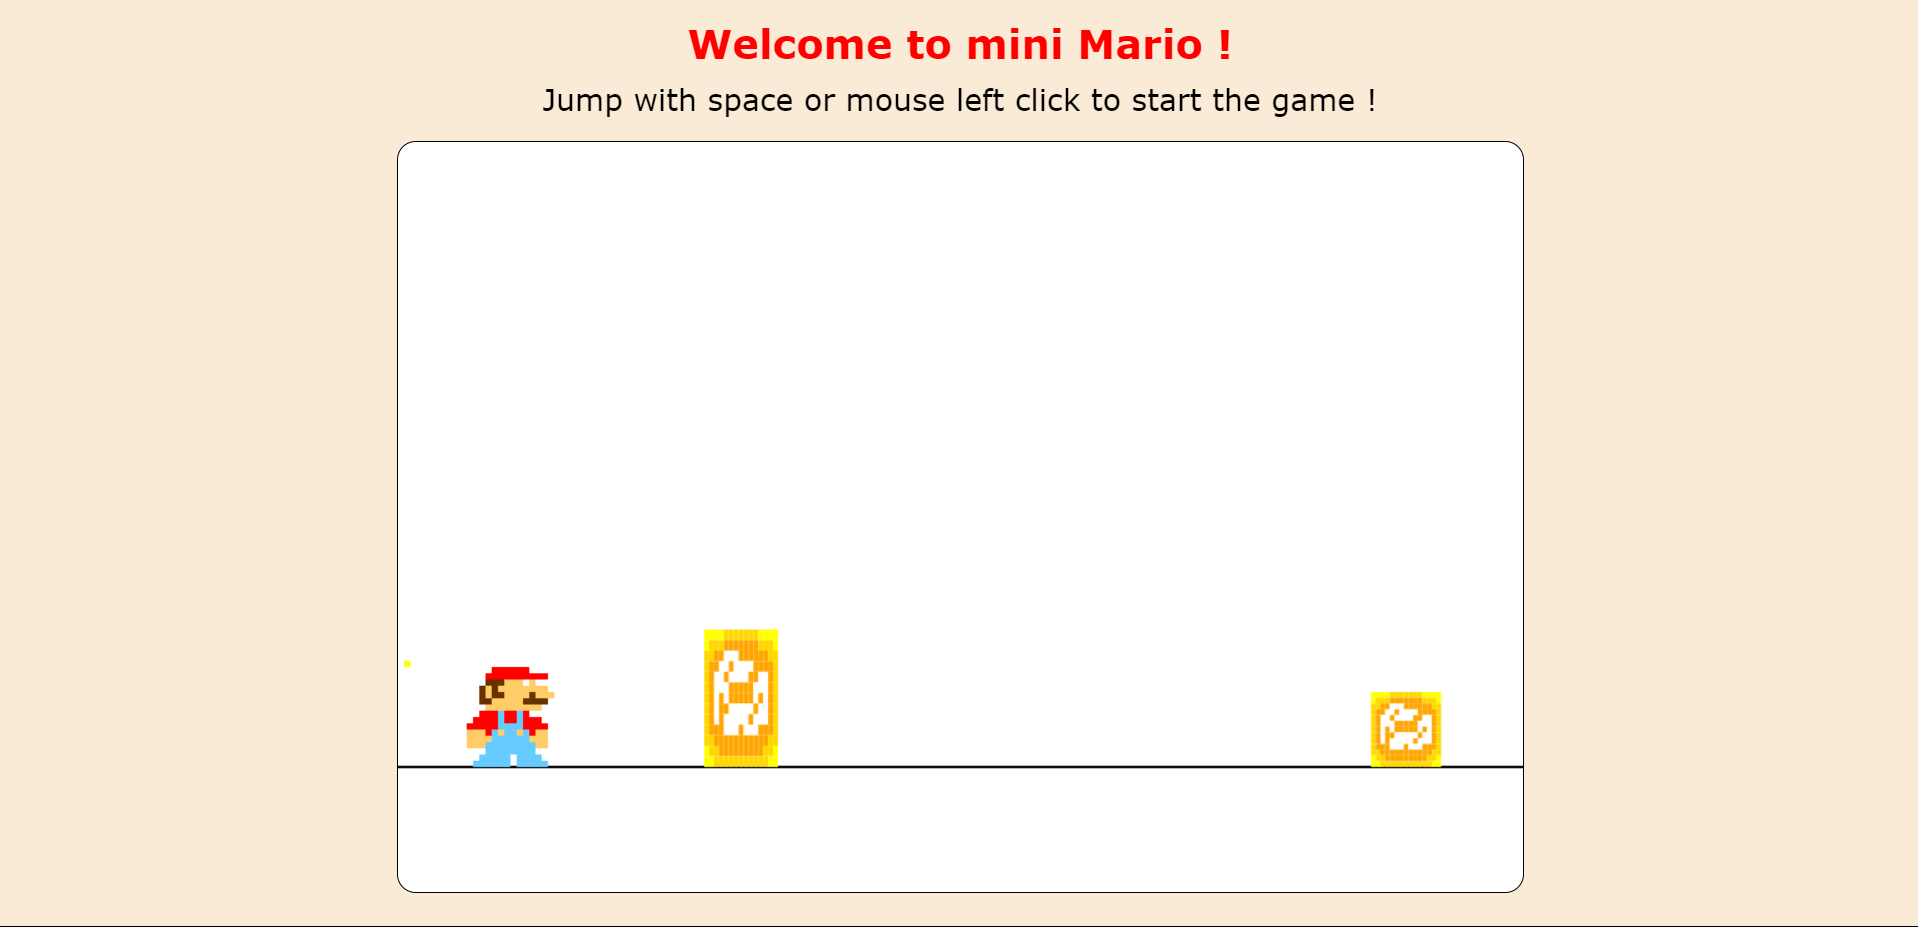 Welcome to mini Mario !
Jump with space or mouse left click to start the game !